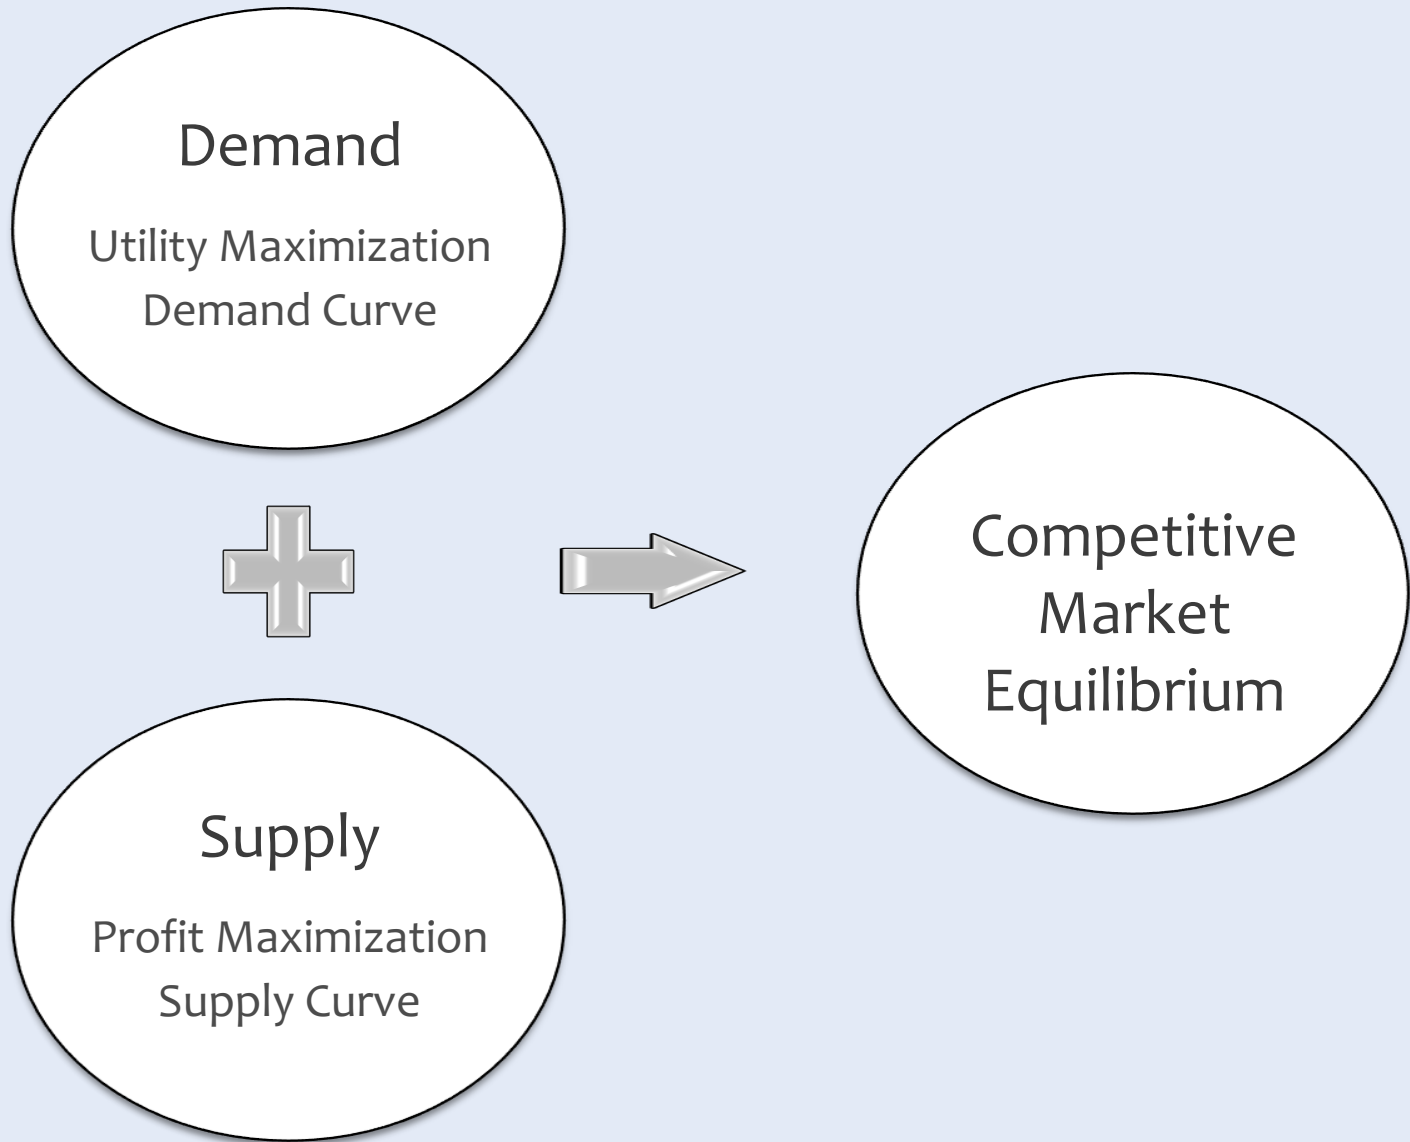 Demand
Utility Maximization
Demand Curve
Supply
Profit Maximization
Supply Curve
Competitive
Market
Equilibrium